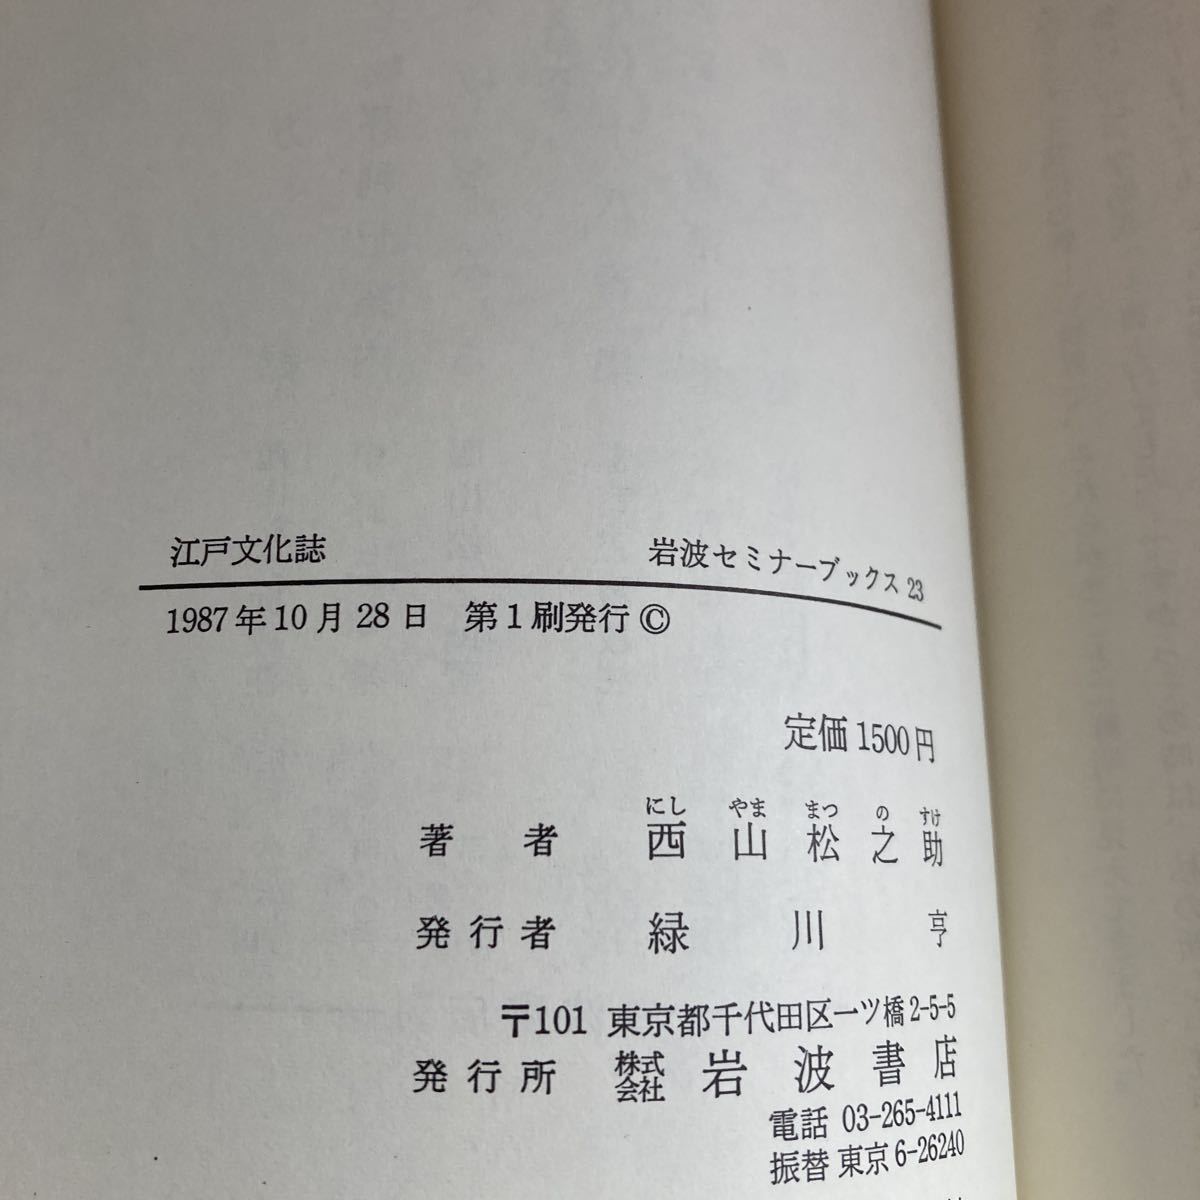 江戸文化誌 岩波セミナーブックス 23
1987年10月28日 第1刷発行 ©
定価 1500円
にし やま まつ の すけ
著者 西山松之助
発行者 緑川亨
〒101 東京都千代田区一ツ橋2-5-5
発行所 株式会社 岩波書店
電話 03-265-4111
振替 東京6-26240